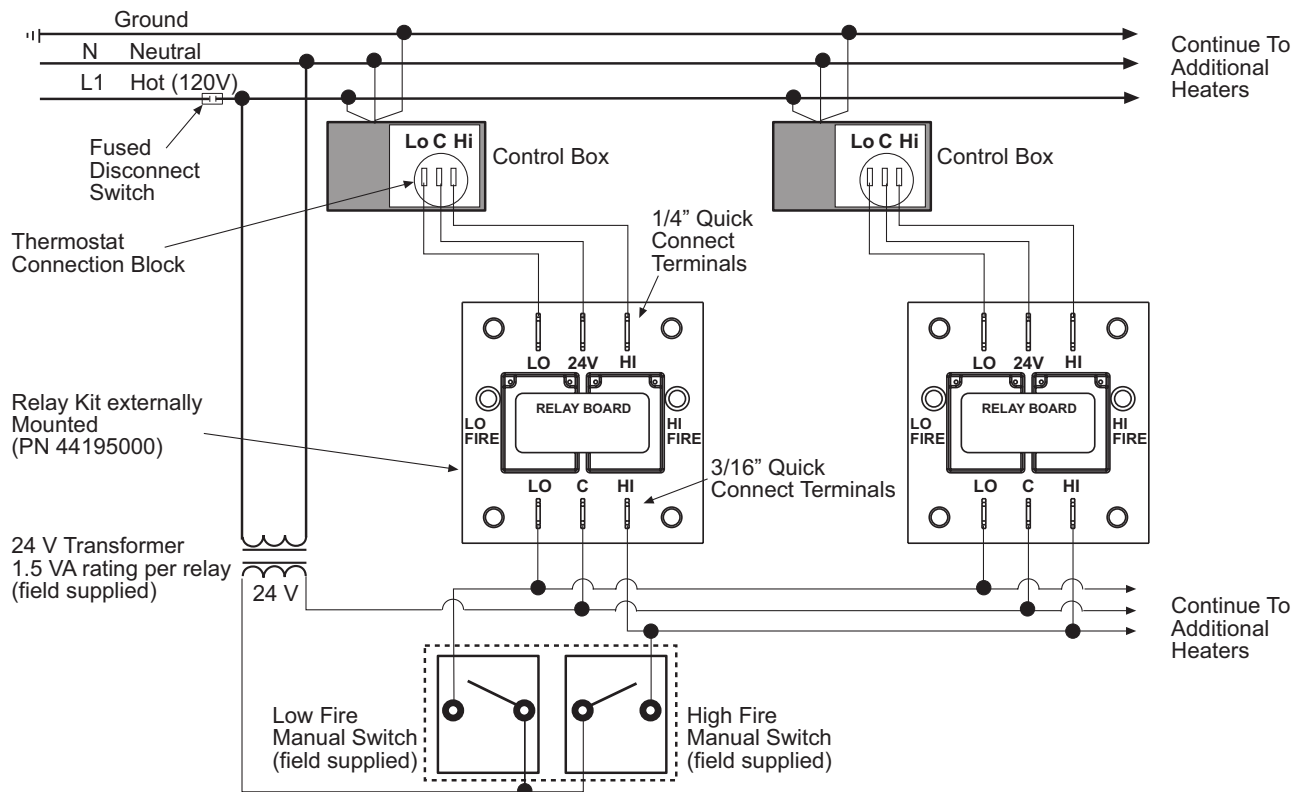 Ground
N Neutral
L1 Hot (120V)
Continue To
Additional
Heaters
Fused
Disconnect
Switch
Lo C Hi
Control Box
Lo C Hi
Control Box
Thermostat
Connection Block
1/4” Quick
Connect
Terminals
LO 24V HI
RELAY BOARD
LO
FIRE
HI
FIRE
LO C HI
LO 24V HI
RELAY BOARD
LO
FIRE
HI
FIRE
LO C HI
Relay Kit externally
Mounted
(PN 44195000)
3/16” Quick
Connect Terminals
24 V Transformer
1.5 VA rating per relay
(field supplied)
24 V
Continue To
Additional
Heaters
Low Fire
Manual Switch
(field supplied)
High Fire
Manual Switch
(field supplied)